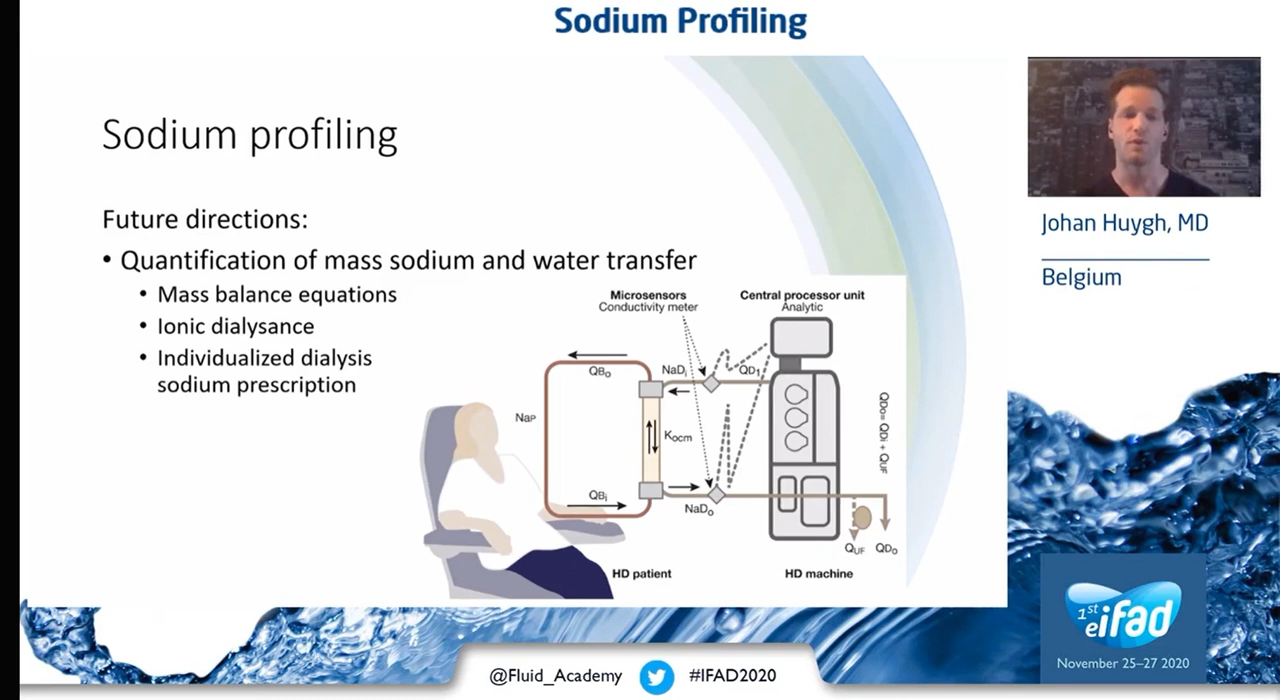 Sodium Profiling
Sodium profiling
Future directions:
• Quantification of mass sodium and water transfer
• Mass balance equations
• Ionic dialysance
• Individualized dialysis
sodium prescription
Microsensors
Conductivity meter
Central processor unit
Analytic
QBo
NaDi
QD1
NaP
Kocm
QBi
NaDo
QDo= QDi + QUF
QUF
QDo
HD patient
HD machine
Johan Huygh, MD
Belgium
1st
eifad
November 25–27 2020
@Fluid_Academy
#IFAD2020